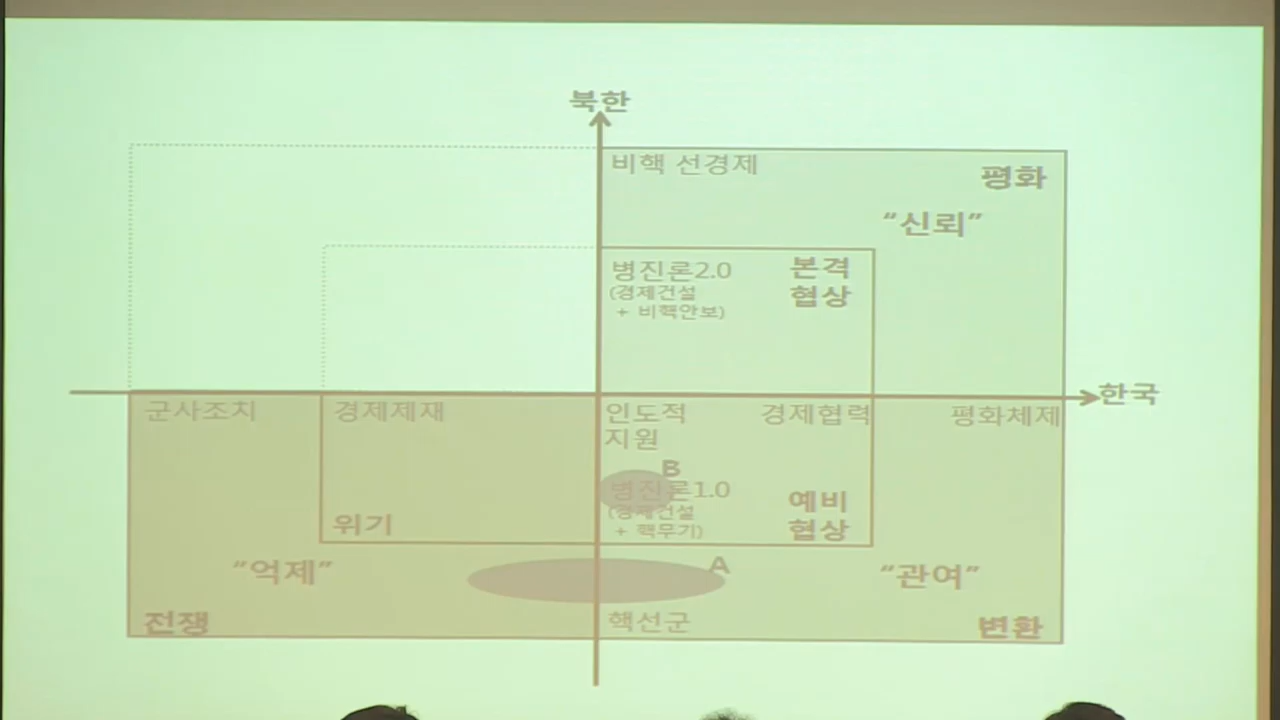 북한
비핵 선경제
평화
“신뢰”
병진론2.0
(경제건설
+ 비핵안보)
본격
협상
한국
군사조치
경제제재
인도적
지원
경제협력
평화체제
B
병진론1.0
(경제건설
+ 핵무기)
예비
협상
위기
“억제”
A
“관여”
전쟁
핵선군
변환